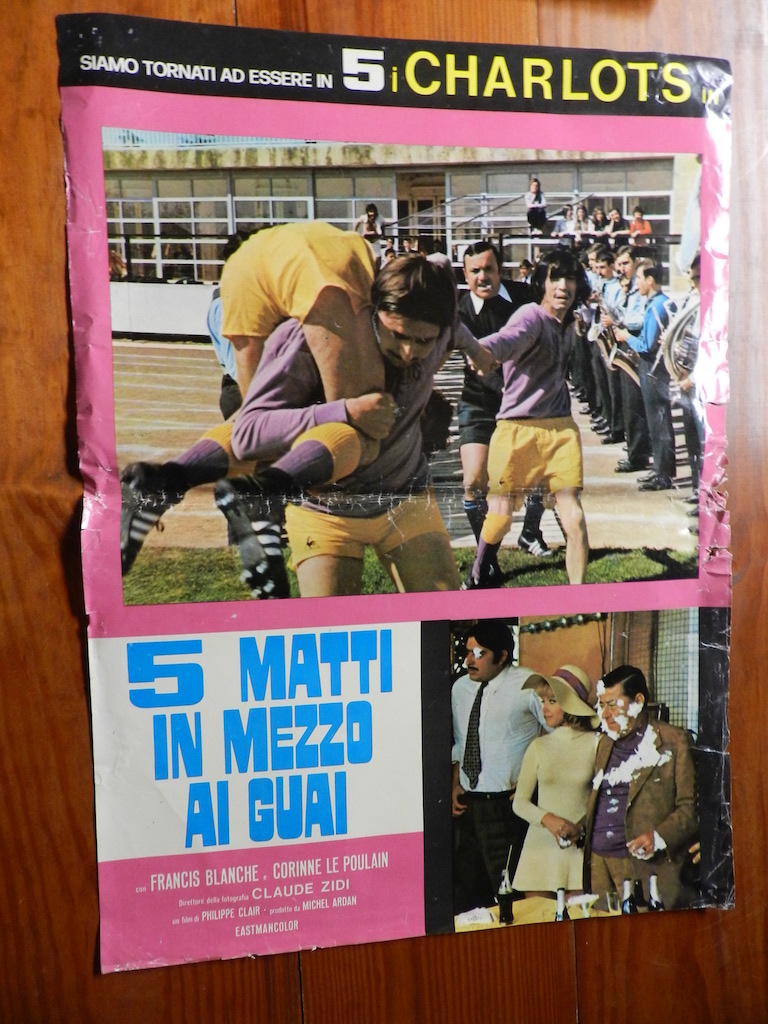 SIAMO TORNATI AD ESSERE IN 5 i CHARLOTS in
5 MATTI
IN MEZZO
AI GUAI
con FRANCIS BLANCHE e CORINNE LE POULAIN
Direttore della fotografia CLAUDE ZIDI
un film di PHILIPPE CLAIR - prodotto da MICHEL ARDAN
EASTMANCOLOR